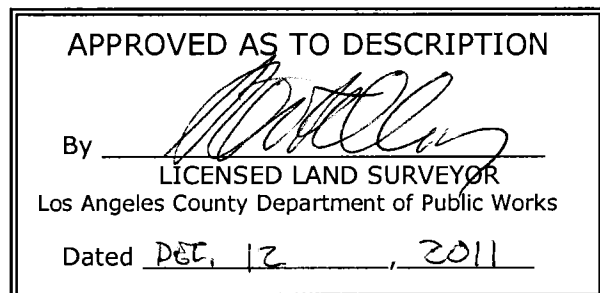 APPROVED AS TO DESCRIPTION
By
LICENSED LAND SURVEYOR
Los Angeles County Department of Public Works
Dated DEC. 12, 2011